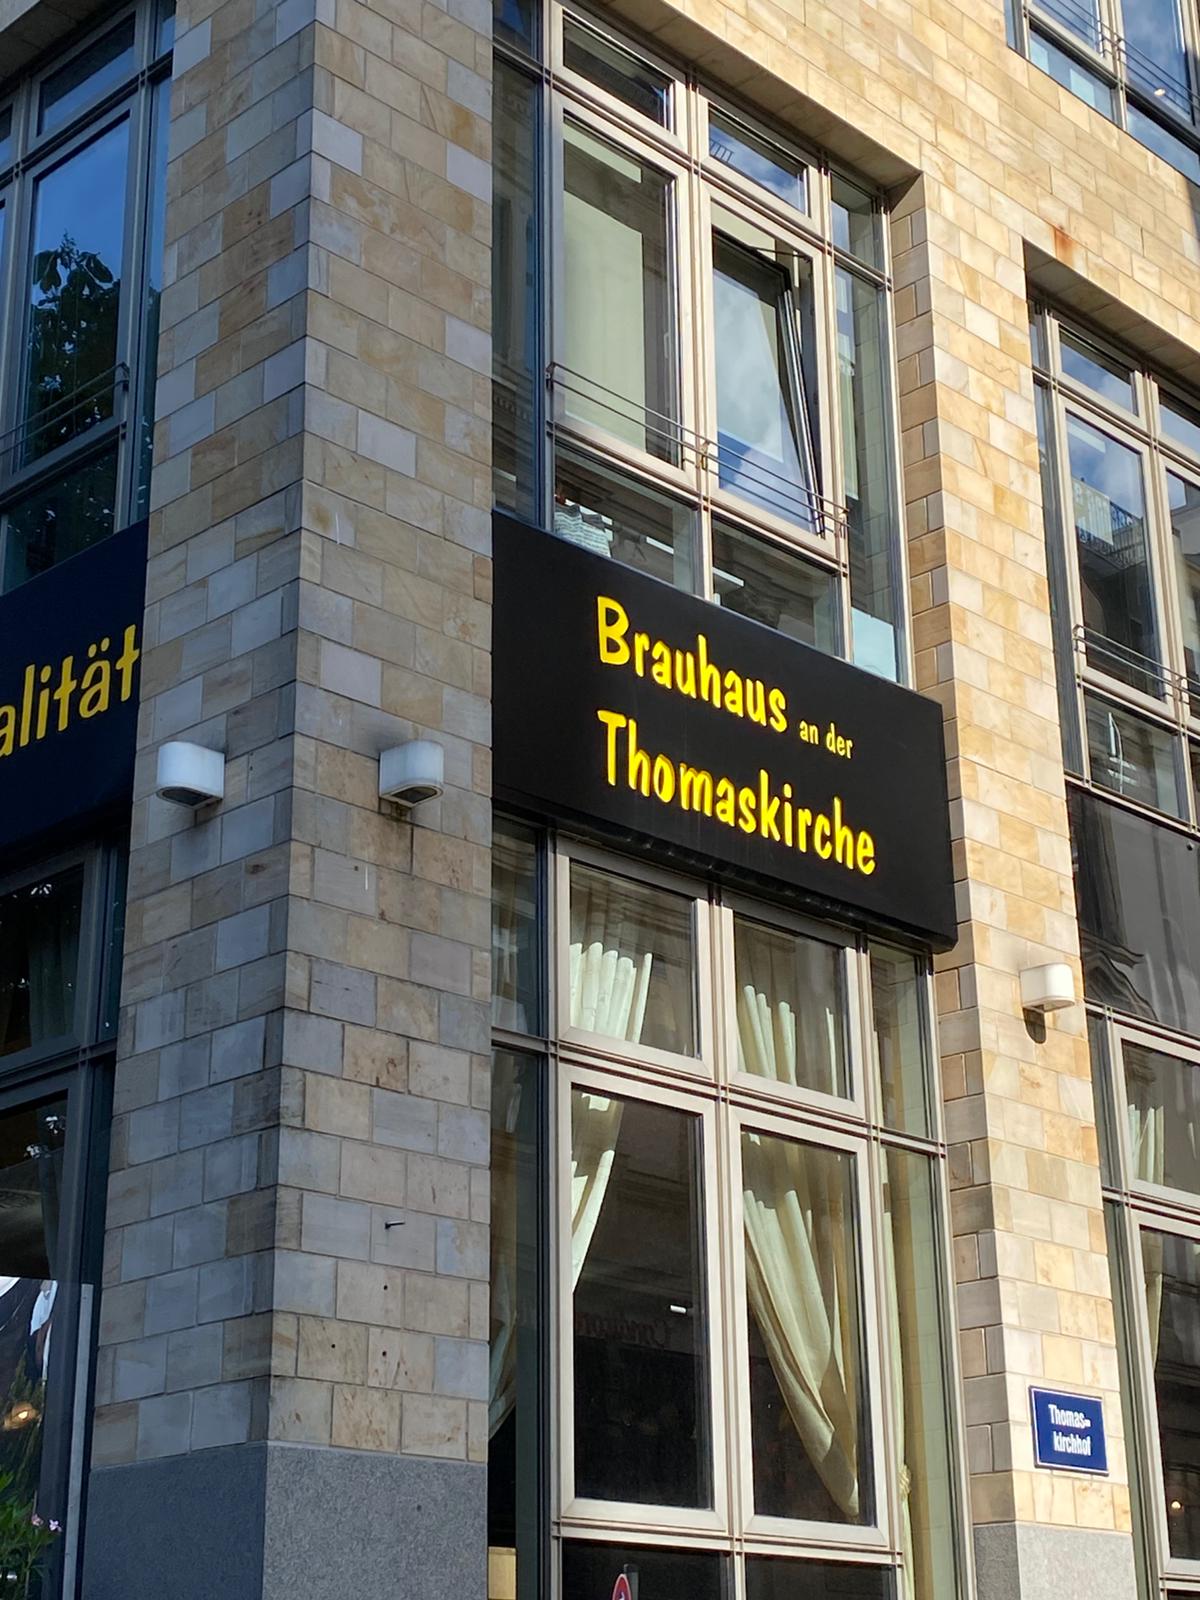 alität
Brauhaus an der
Thomaskirche
Thomas=
kirchhof